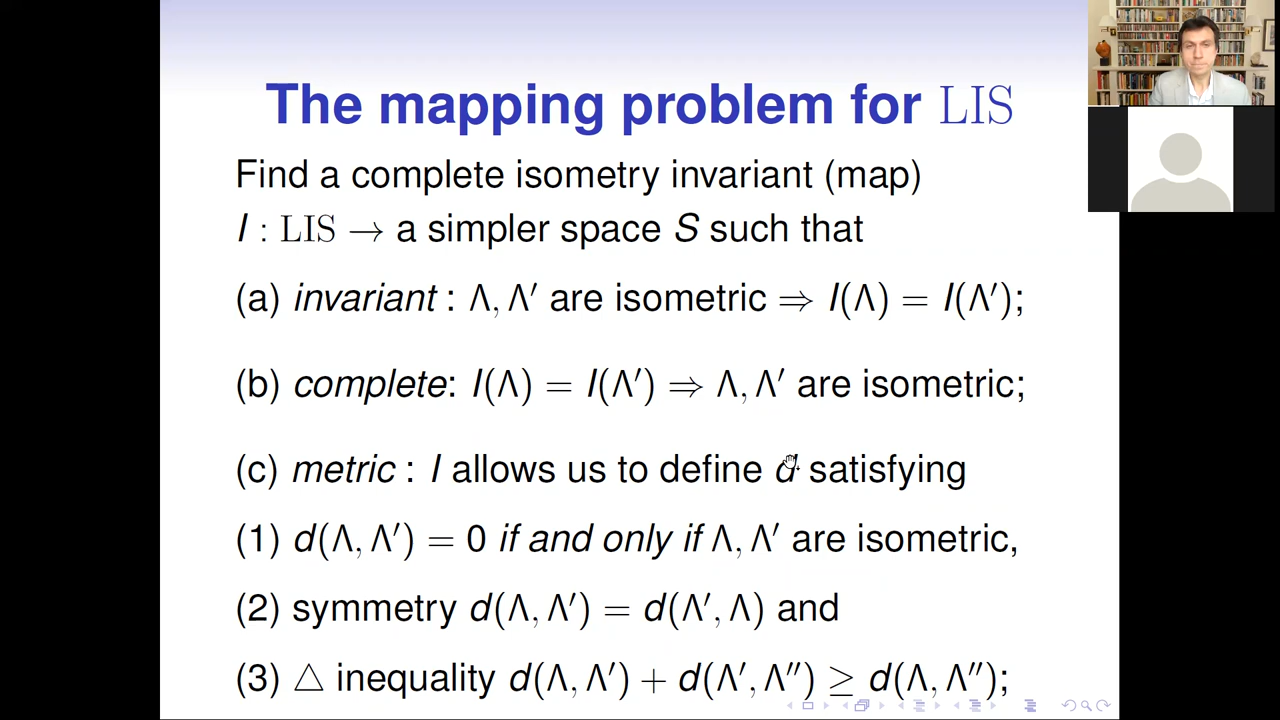 The mapping problem for LIS
Find a complete isometry invariant (map)
I : LIS → a simpler space S such that
(a) invariant : Λ, Λ′ are isometric ⇒ I(Λ) = I(Λ′);
(b) complete: I(Λ) = I(Λ′) ⇒ Λ, Λ′ are isometric;
(c) metric : I allows us to define d satisfying
(1) d(Λ, Λ′) = 0 if and only if Λ, Λ′ are isometric,
(2) symmetry d(Λ, Λ′) = d(Λ′, Λ) and
(3) △ inequality d(Λ, Λ′) + d(Λ′, Λ″) ≥ d(Λ, Λ″);